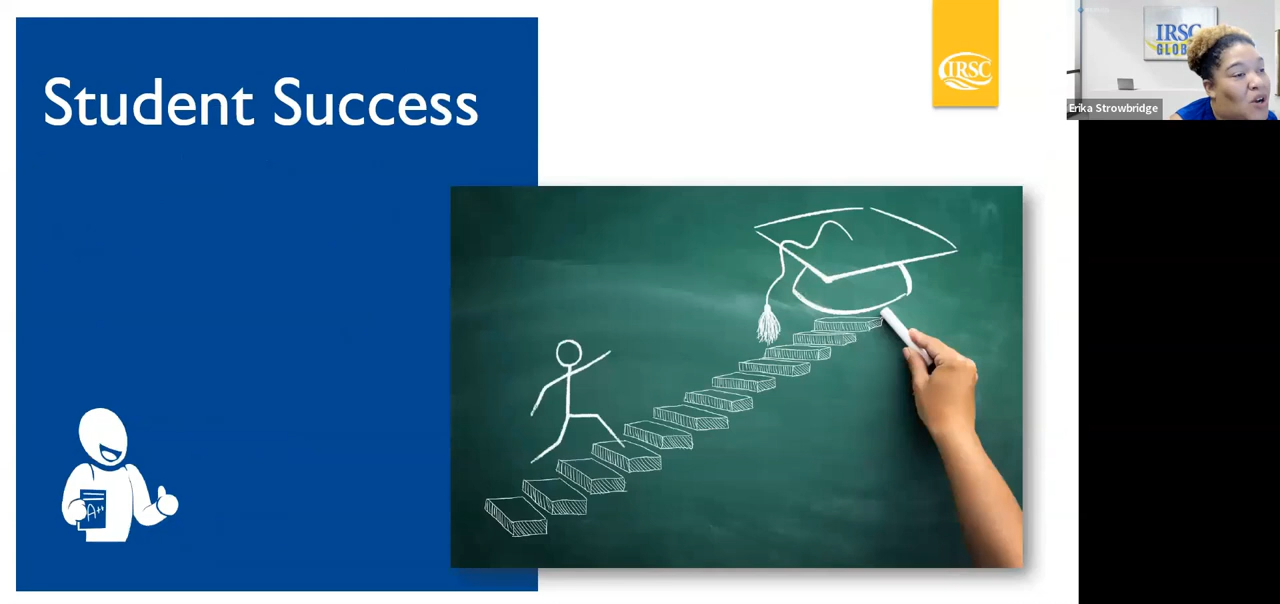 Student Success
IRSC
IRSC
GLOB
Erika Strowbridge
A++